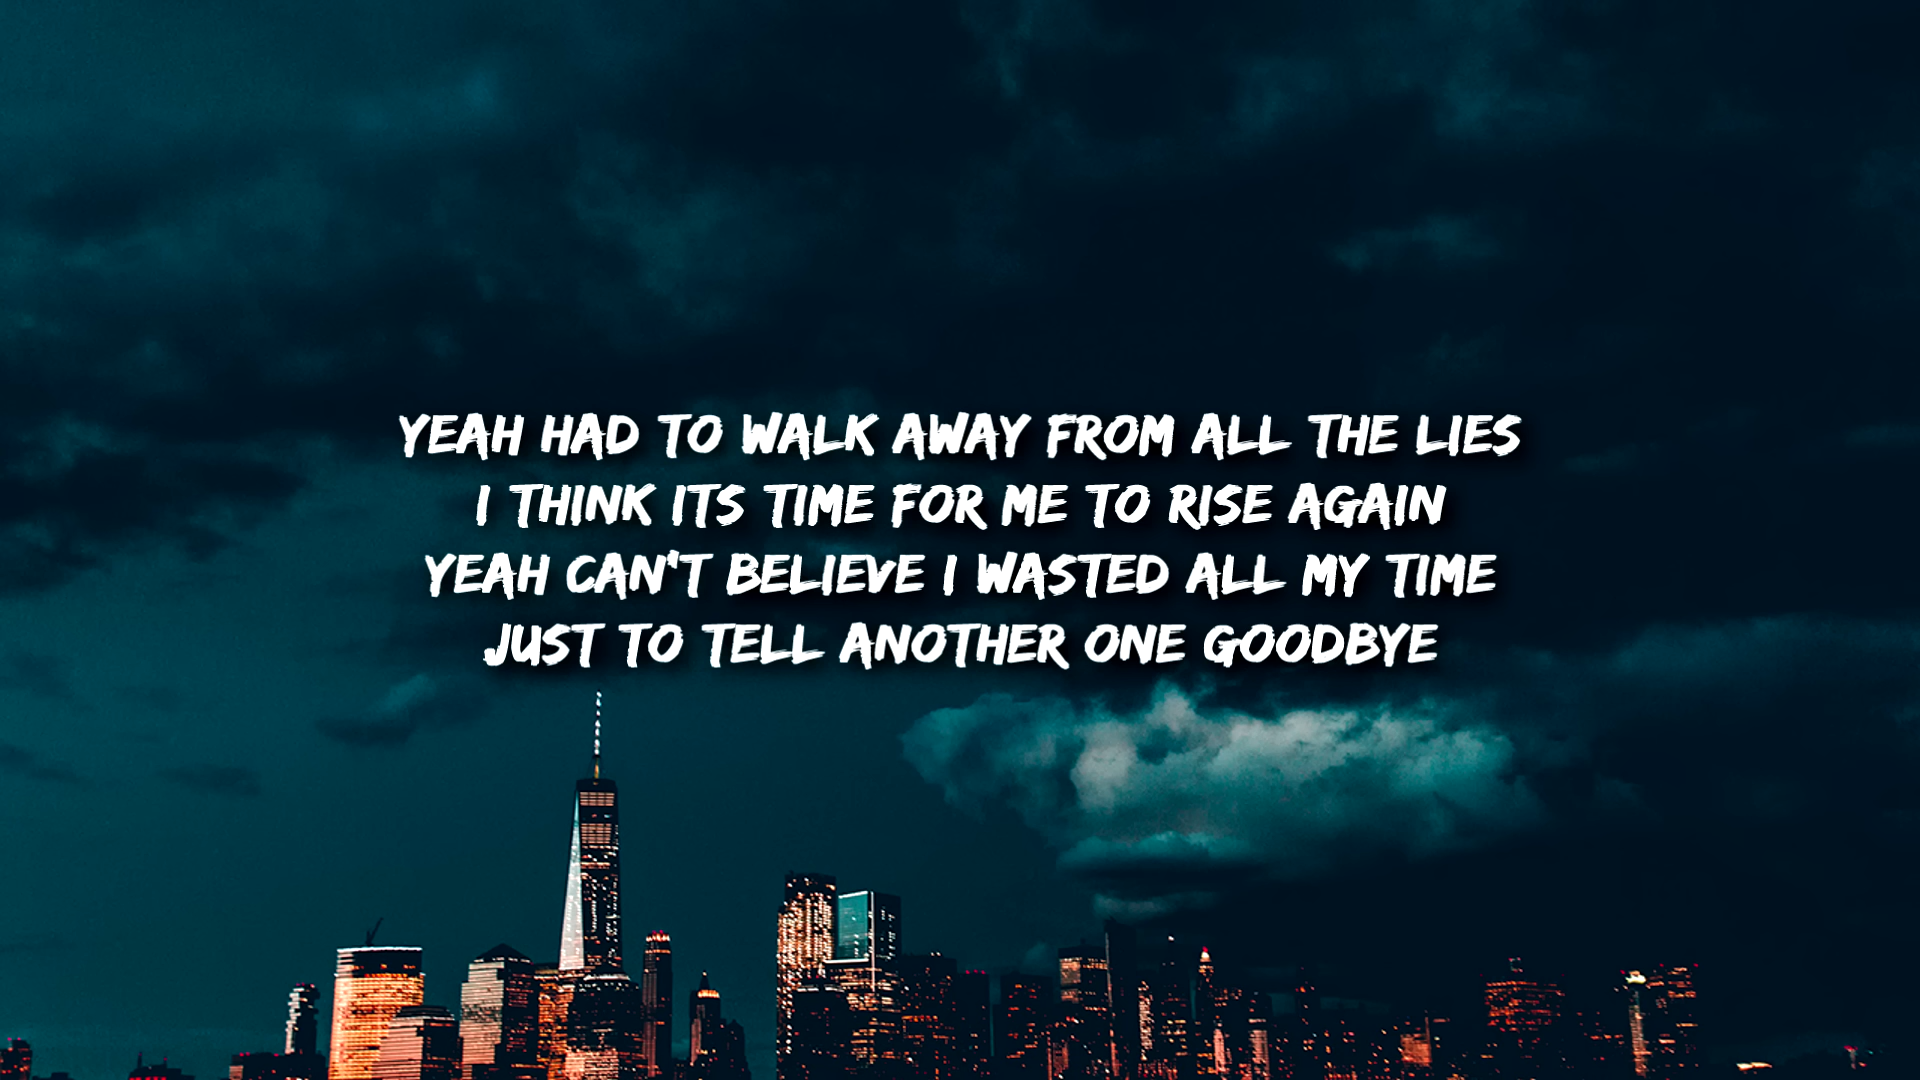 YEAH HAD TO WALK AWAY FROM ALL THE LIES
I THINK ITS TIME FOR ME TO RISE AGAIN
YEAH CAN'T BELIEVE I WASTED ALL MY TIME
JUST TO TELL ANOTHER ONE GOODBYE